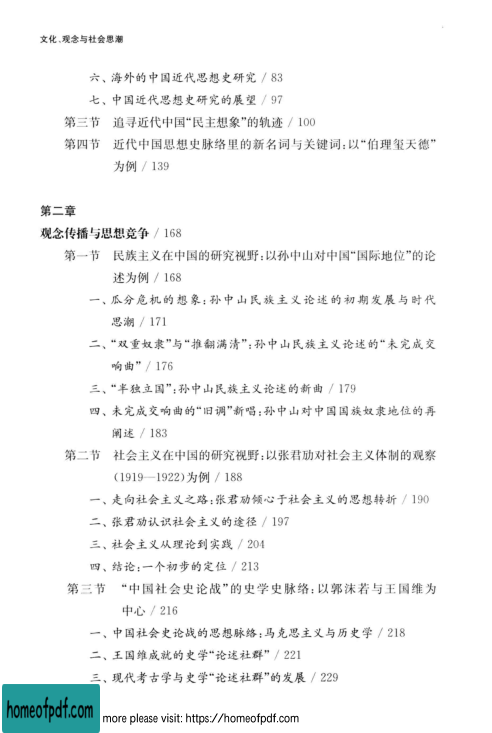 文化、观念与社会思潮
六、海外的中国近代思想史研究 / 83
七、中国近代思想史研究的展望 / 97
第三节 追寻近代中国“民主想象”的轨迹 / 100
第四节 近代中国思想史脉络里的新名词与关键词:以“伯理玺天德”
为例 / 139
第二章
观念传播与思想竞争 / 168
第一节 民族主义在中国的研究视野:以孙中山对中国“国际地位”的论
述为例 / 168
一、瓜分危机的想象:孙中山民族主义论述的初期发展与时代
思潮 / 171
二、“双重奴隶”与“推翻满清”:孙中山民族主义论述的“未完成交
响曲” / 176
三、“半独立国”:孙中山民族主义论述的新曲 / 179
四、未完成交响曲的“旧调”新唱:孙中山对中国国族奴隶地位的再
阐述 / 183
第二节 社会主义在中国的研究视野:以张君劢对社会主义体制的观察
(1919—1922)为例 / 188
一、走向社会主义之路:张君劢倾心于社会主义的思想转折 / 190
二、张君劢认识社会主义的途径 / 197
三、社会主义从理论到实践 / 204
四、结论:一个初步的定位 / 213
第三节 “中国社会史论战”的史学史脉络:以郭沫若与王国维为
中心 / 216
一、中国社会史论战的思想脉络:马克思主义与历史学 / 218
二、王国维成就的史学“论述社群” / 221
三、现代考古学与史学“论述社群”的发展 / 229
homeofpdf.com more please visit: https://homeofpdf.com